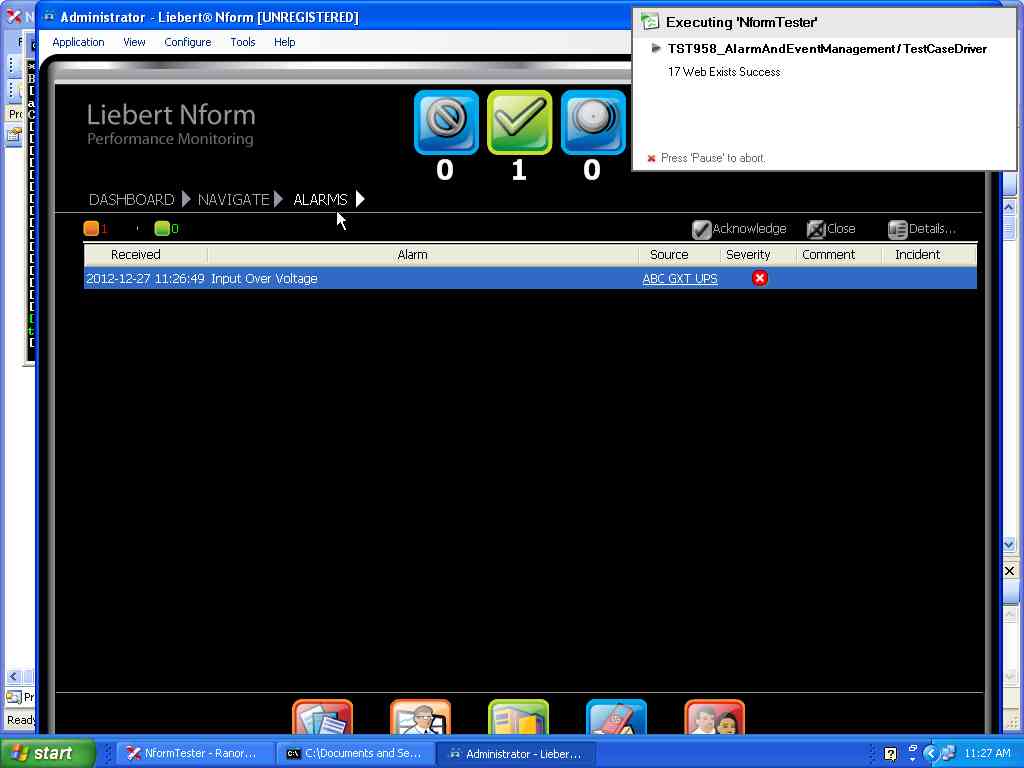 Administrator - Liebert® Nform [UNREGISTERED]
Application View Configure Tools Help
Executing 'NformTester'
TST958_AlarmAndEventManagement/TestCaseDriver
17 Web Exists Success
Press 'Pause' to abort.
Liebert Nform
Performance Monitoring
0 1 0
DASHBOARD NAVIGATE ALARMS
1 0 Acknowledge Close Details...
Received Alarm Source Severity Comment Incident
2012-12-27 11:26:49 Input Over Voltage ABC GXT UPS
Ready
start NformTester - Ranor... C:\Documents and Se... Administrator - Lieber... 11:27 AM